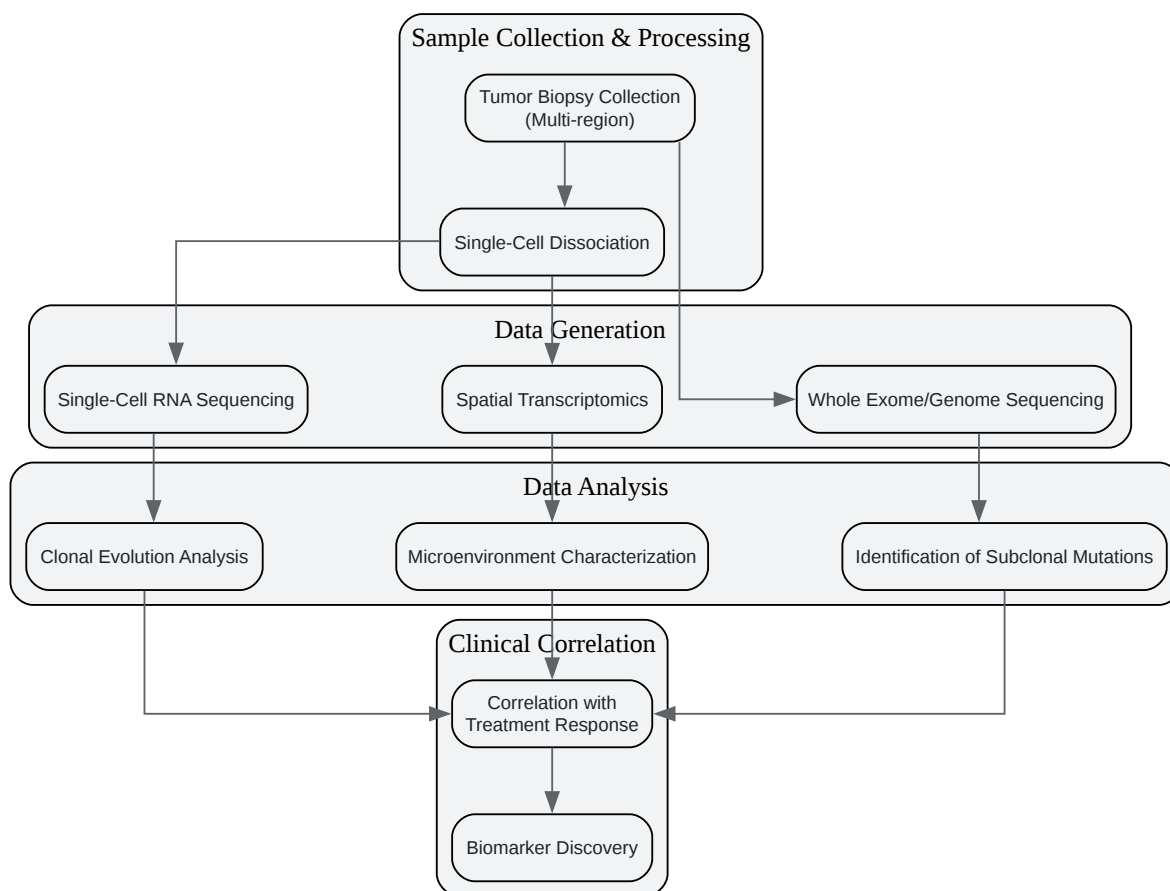 Sample Collection & Processing
Tumor Biopsy Collection
(Multi-region)
Single-Cell Dissociation
Data Generation
Single-Cell RNA Sequencing
Spatial Transcriptomics
Whole Exome/Genome Sequencing
Data Analysis
Clonal Evolution Analysis
Microenvironment Characterization
Identification of Subclonal Mutations
Clinical Correlation
Correlation with
Treatment Response
Biomarker Discovery